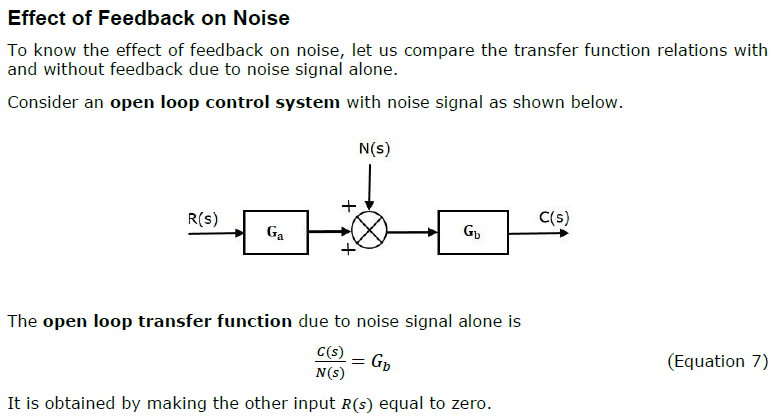 Effect of Feedback on Noise
To know the effect of feedback on noise, let us compare the transfer function relations with
and without feedback due to noise signal alone.
Consider an open loop control system with noise signal as shown below.
N(s)
+
R(s)
Gₐ
+
G_b
C(s)
The open loop transfer function due to noise signal alone is
C(s)/N(s) = G_b (Equation 7)
It is obtained by making the other input R(s) equal to zero.